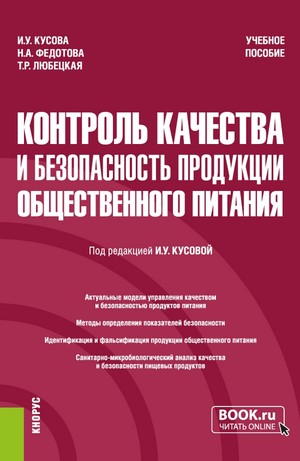 И.У. КУСОВА
Н.А. ФЕДОТОВА
Т.Р. ЛЮБЕЦКАЯ
УЧЕБНОЕ
ПОСОБИЕ
КОНТРОЛЬ КАЧЕСТВА
И БЕЗОПАСНОСТЬ ПРОДУКЦИИ
ОБЩЕСТВЕННОГО ПИТАНИЯ
Под редакцией И.У. КУСОВОЙ
Актуальные модели управления качеством
и безопасностью продуктов питания
Методы определения показателей безопасности
Идентификация и фальсификация продукции общественного питания
Санитарно-микробиологический анализ качества
и безопасности пищевых продуктов
КНОРУС
BOOK.ru
ЧИТАТЬ ONLINE